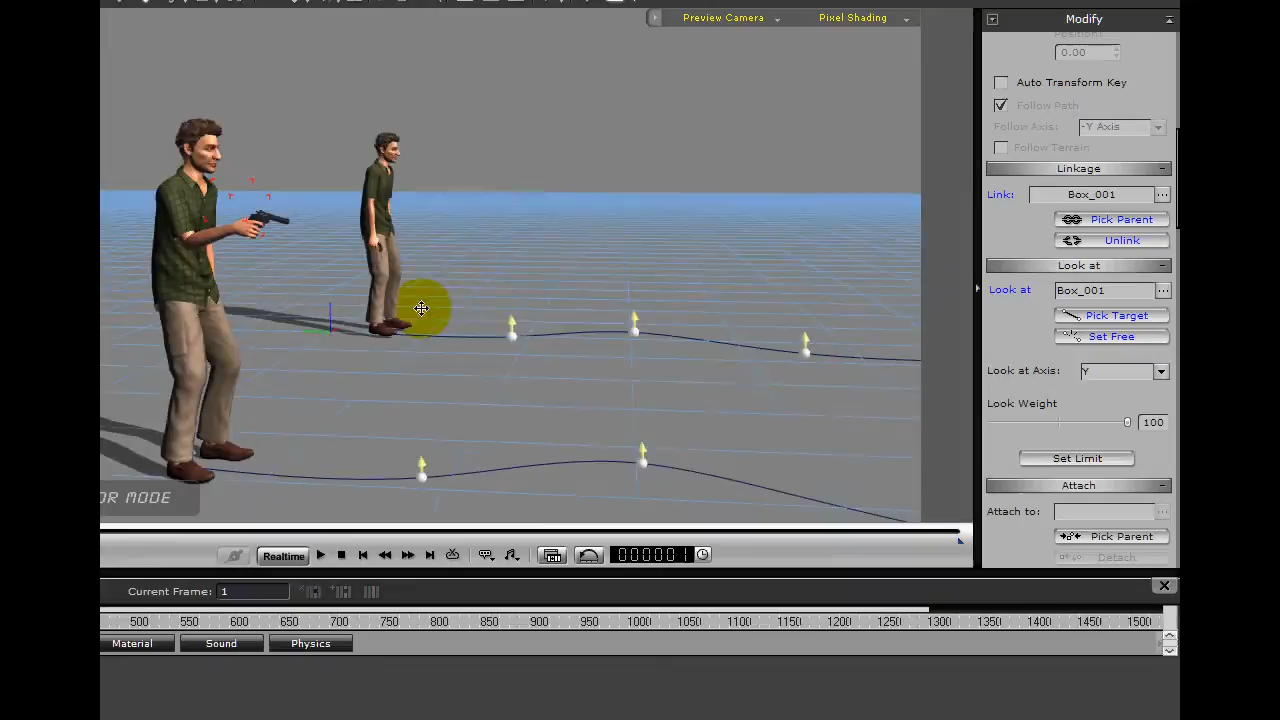 Preview Camera
Pixel Shading
Modify
Position:
0.00
Auto Transform Key
Follow Path
Follow Axis: -Y Axis
Follow Terrain
Linkage
Link: Box_001 ...
Pick Parent
Unlink
Look at
Look at Box_001 ...
Pick Target
Set Free
Look at Axis: Y
Look Weight
100
Set Limit
Attach
Attach to: ...
Pick Parent
Detach
OR MODE
Realtime
000001
Current Frame: 1
500 550 600 650 700 750 800 850 900 950 1000 1050 1100 1150 1200 1250 1300 1350 1400 1450 1500
Material Sound Physics